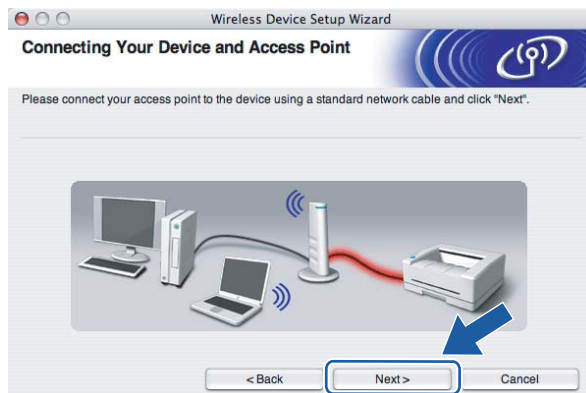 Wireless Device Setup Wizard
Connecting Your Device and Access Point
Please connect your access point to the device using a standard network cable and click "Next".
< Back
Next >
Cancel